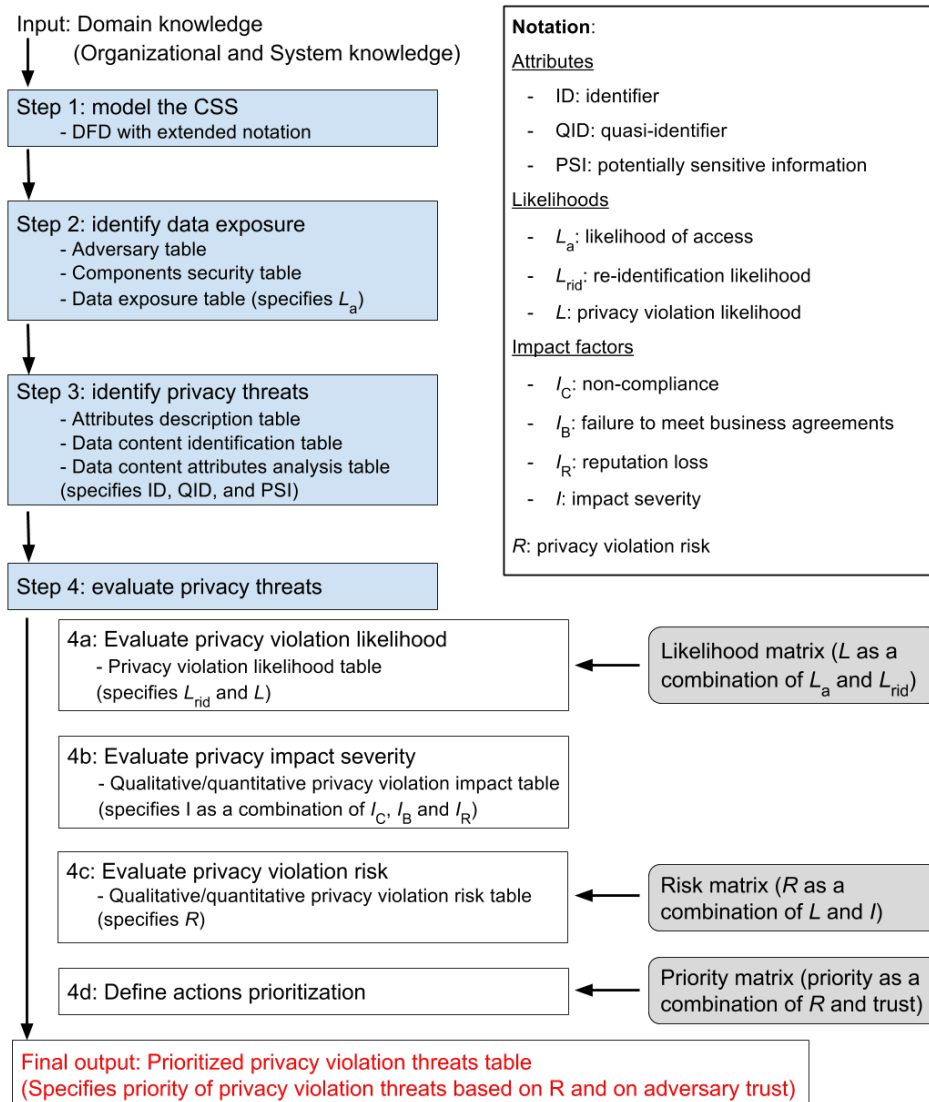 Input: Domain knowledge
(Organizational and System knowledge)
Step 1: model the CSS
- DFD with extended notation
Step 2: identify data exposure
- Adversary table
- Components security table
- Data exposure table (specifies Lₐ)
Step 3: identify privacy threats
- Attributes description table
- Data content identification table
- Data content attributes analysis table
(specifies ID, QID, and PSI)
Step 4: evaluate privacy threats
4a: Evaluate privacy violation likelihood
- Privacy violation likelihood table
(specifies L_rid and L)
4b: Evaluate privacy impact severity
- Qualitative/quantitative privacy violation impact table
(specifies I as a combination of I_C, I_B and I_R)
4c: Evaluate privacy violation risk
- Qualitative/quantitative privacy violation risk table
(specifies R)
4d: Define actions prioritization
Final output: Prioritized privacy violation threats table
(Specifies priority of privacy violation threats based on R and on adversary trust)
Notation:
Attributes
- ID: identifier
- QID: quasi-identifier
- PSI: potentially sensitive information
Likelihoods
- Lₐ: likelihood of access
- L_rid: re-identification likelihood
- L: privacy violation likelihood
Impact factors
- I_C: non-compliance
- I_B: failure to meet business agreements
- I_R: reputation loss
- I: impact severity
R: privacy violation risk
Likelihood matrix (L as a
combination of Lₐ and L_rid)
Risk matrix (R as a
combination of L and I)
Priority matrix (priority as a
combination of R and trust)